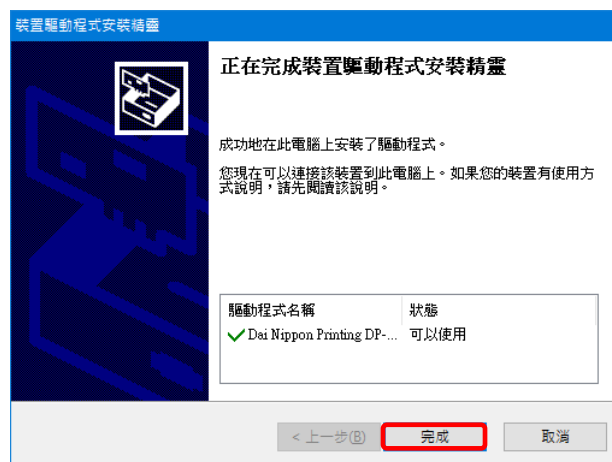 裝置驅動程式安裝精靈
正在完成裝置驅動程式安裝精靈
成功地在此電腦上安裝了驅動程式。
您現在可以連接該裝置到此電腦上。如果您的裝置有使用方
式說明，請先閱讀該說明。
驅動程式名稱 狀態
Dai Nippon Printing DP-... 可以使用
< 上一步(B) 完成 取消